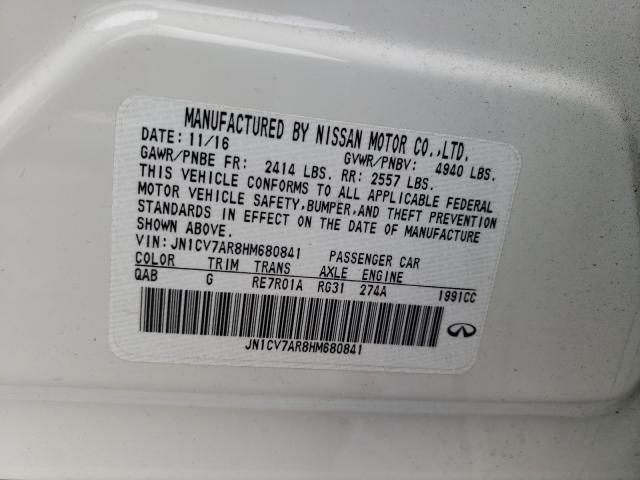 MANUFACTURED BY NISSAN MOTOR CO.,LTD.
DATE: 11/16 GVWR/PNBV: 4940 LBS.
GAWR/PNBE FR: 2414 LBS. RR: 2557 LBS.
THIS VEHICLE CONFORMS TO ALL APPLICABLE FEDERAL
MOTOR VEHICLE SAFETY,BUMPER,AND THEFT PREVENTION
STANDARDS IN EFFECT ON THE DATE OF MANUFACTURE
SHOWN ABOVE.
VIN:JN1CV7AR8HM680841 PASSENGER CAR
COLOR TRIM TRANS AXLE ENGINE
QAB G RE7R01A RG31 274A 1991CC
JN1CV7AR8HM680841